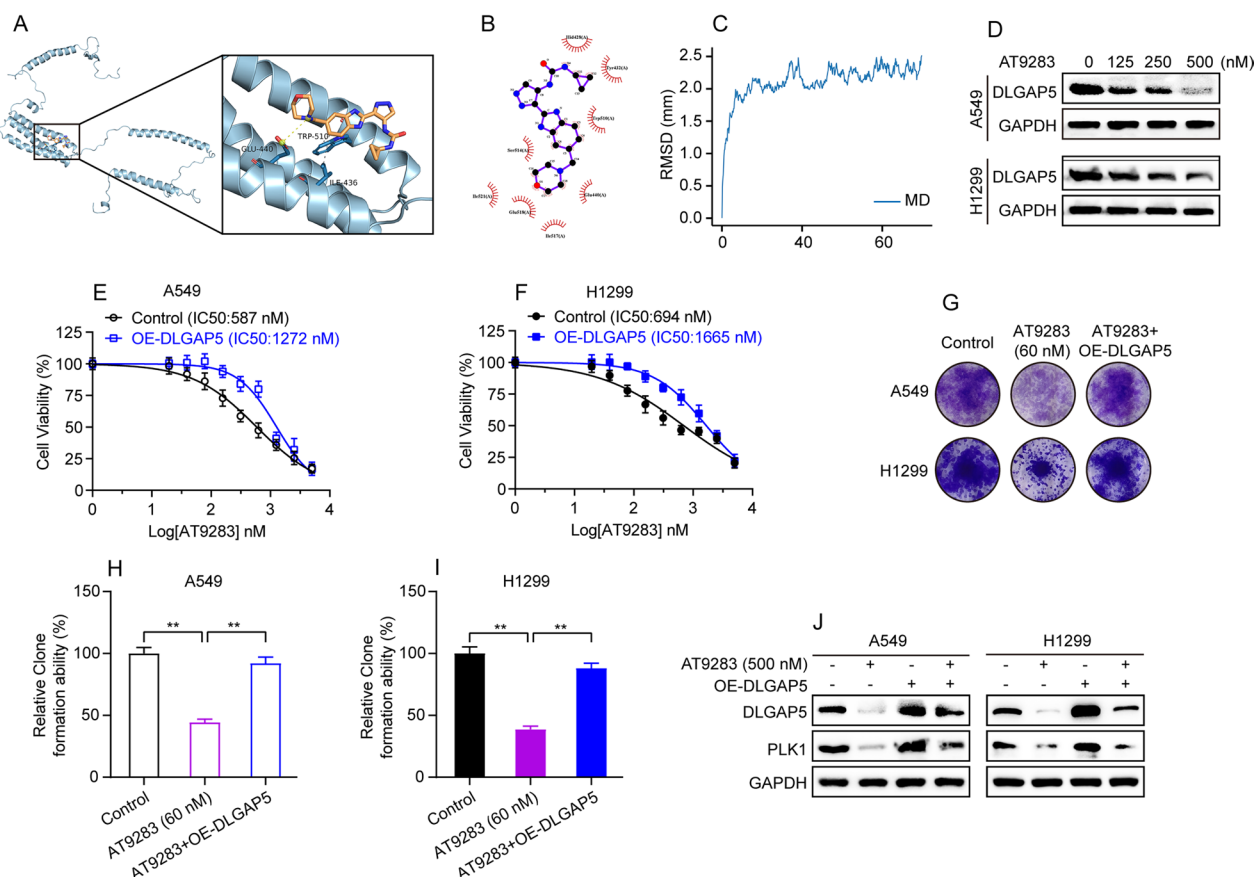 A
GLU-440
TRP-510
ILE-436
B
C
RMSD (mm)
2.5
2.0
1.5
1.0
0.5
0.0
0
40
60
MD
D
AT9283 0 125 250 500 (nM)
A549
DLGAP5
GAPDH
H1299
DLGAP5
GAPDH
E
A549
Control (IC50:587 nM)
OE-DLGAP5 (IC50:1272 nM)
Cell Viability (%)
125
100
75
50
25
0
0 1 2 3 4
Log[AT9283] nM
F
H1299
Control (IC50:694 nM)
OE-DLGAP5 (IC50:1665 nM)
Cell Viability (%)
125
100
75
50
25
0
0 1 2 3 4
Log[AT9283] nM
G
Control
AT9283
(60 nM)
AT9283+
OE-DLGAP5
A549
H1299
H
A549
Relative Clone
formation ability (%)
150
100
50
0
** **
Control
AT9283 (60 nM)
AT9283+OE-DLGAP5
I
H1299
Relative Clone
formation ability (%)
150
100
50
0
** **
Control
AT9283 (60 nM)
AT9283+OE-DLGAP5
J
A549 H1299
AT9283 (500 nM) - + - + - + - +
OE-DLGAP5 - - + + - - + +
DLGAP5
PLK1
GAPDH